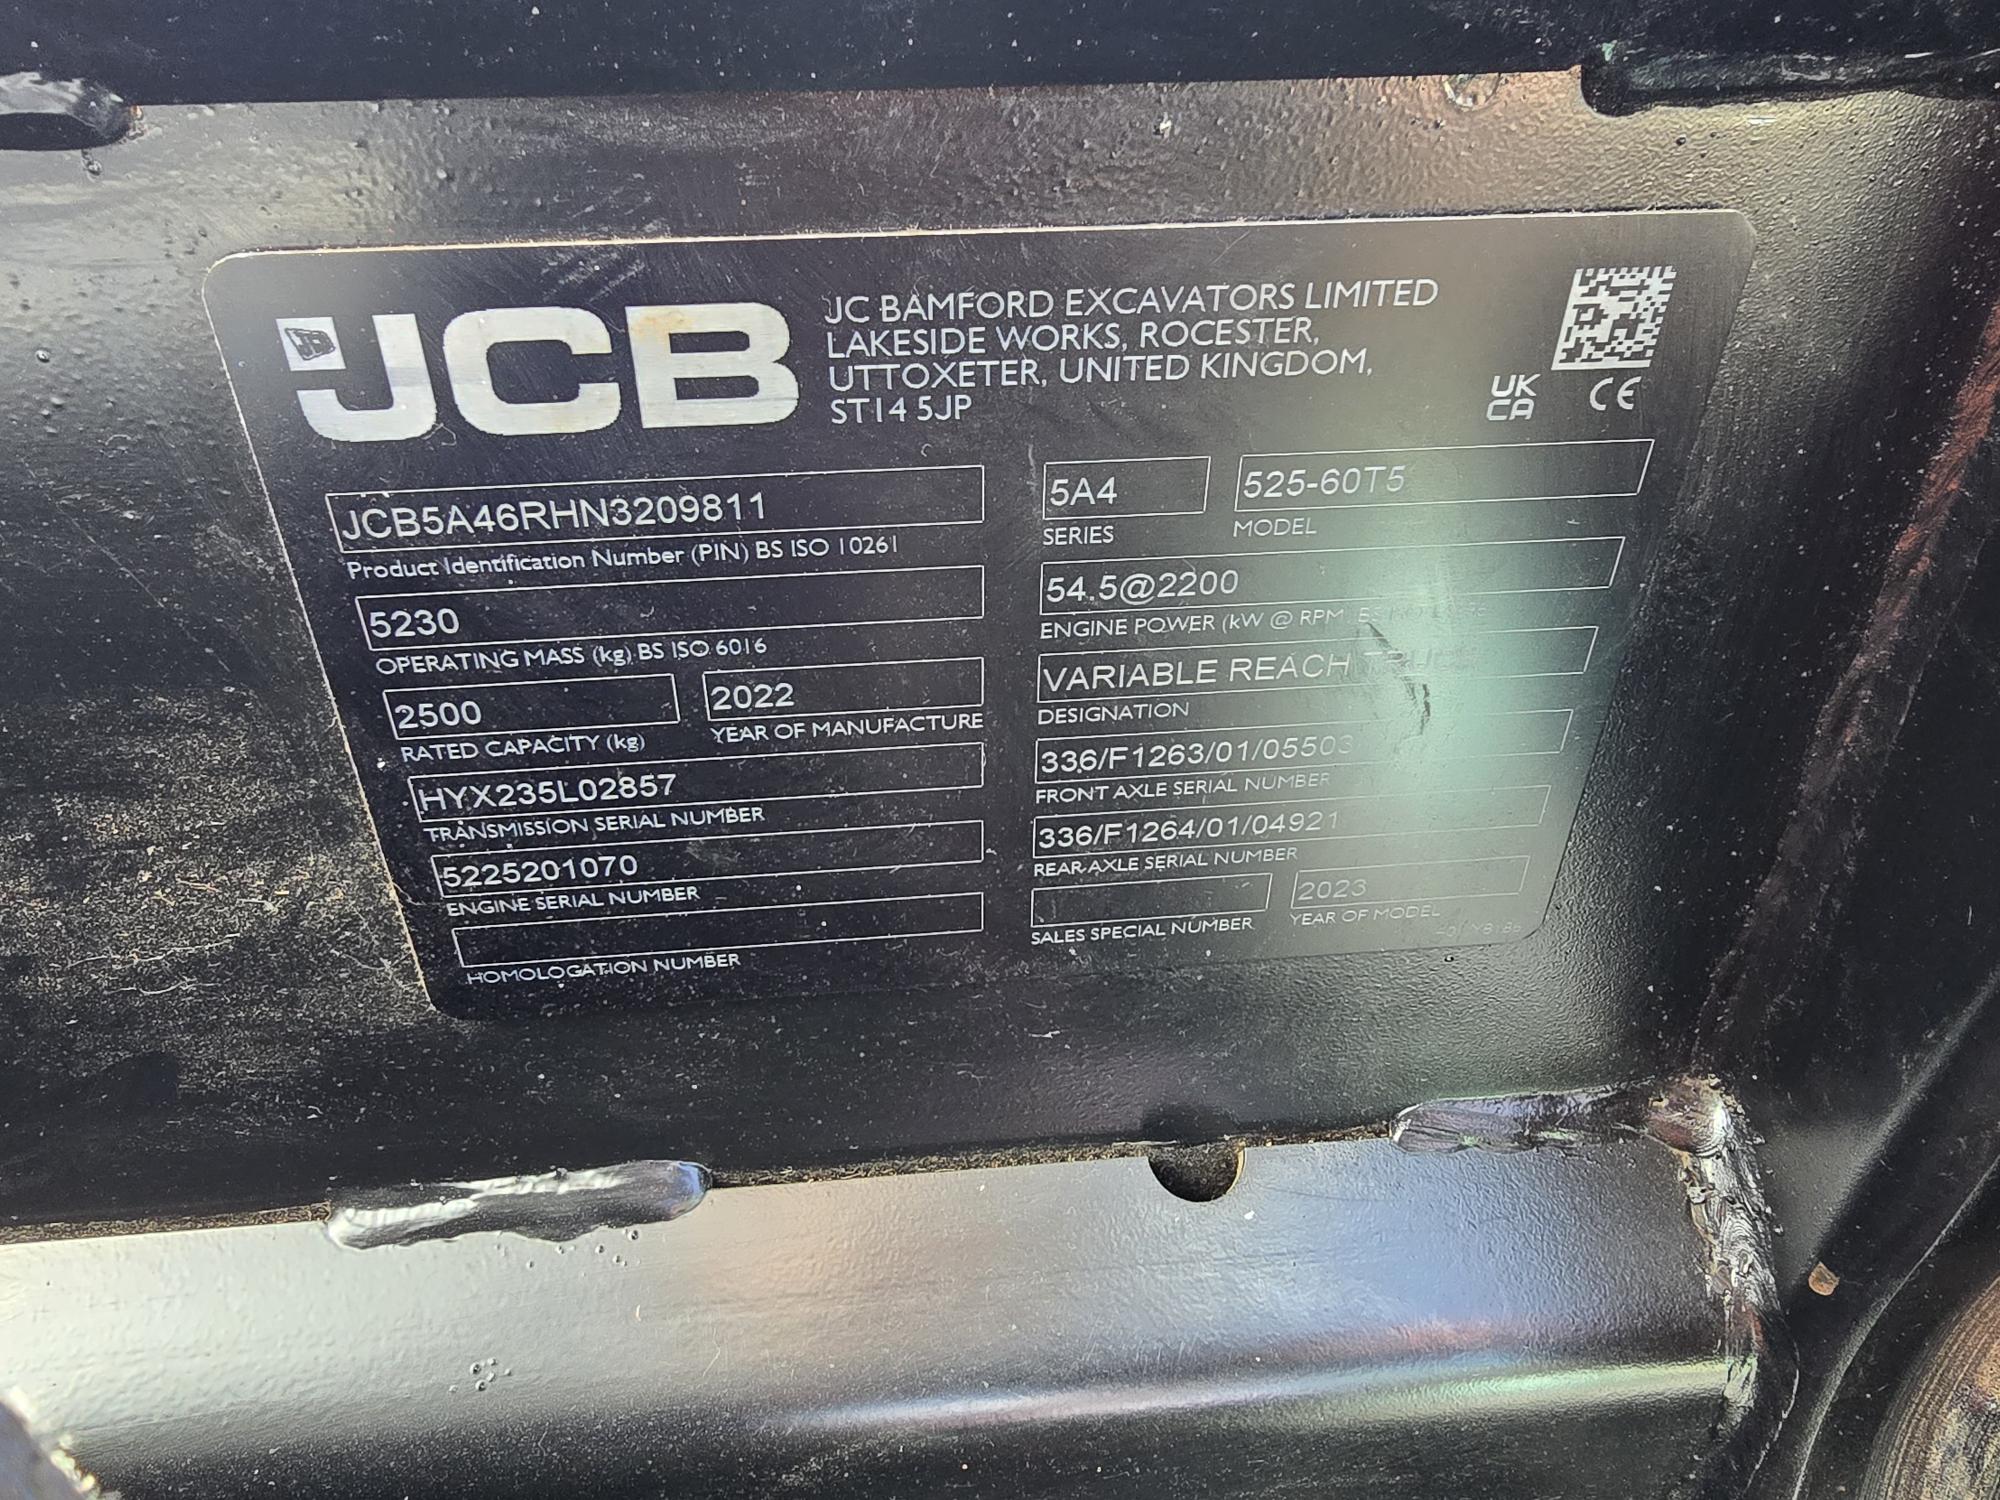 JCB
JC BAMFORD EXCAVATORS LIMITED
LAKESIDE WORKS, ROCESTER,
UTTOXETER, UNITED KINGDOM,
ST14 5JP
UK
CA
CE
JCB5A46RHN3209811
Product Identification Number (PIN) BS ISO 10261
5A4
SERIES
525-60T5
MODEL
5230
OPERATING MASS (kg) BS ISO 6016
54.5@2200
ENGINE POWER (kW @ RPM
2500
RATED CAPACITY (kg)
2022
YEAR OF MANUFACTURE
VARIABLE REACH TRUCK
DESIGNATION
HYX235L02857
TRANSMISSION SERIAL NUMBER
336/F1263/01/05503
FRONT AXLE SERIAL NUMBER
5225201070
ENGINE SERIAL NUMBER
336/F1264/01/04921
REAR AXLE SERIAL NUMBER
HOMOLOGATION NUMBER
SALES SPECIAL NUMBER
2023
YEAR OF MODEL